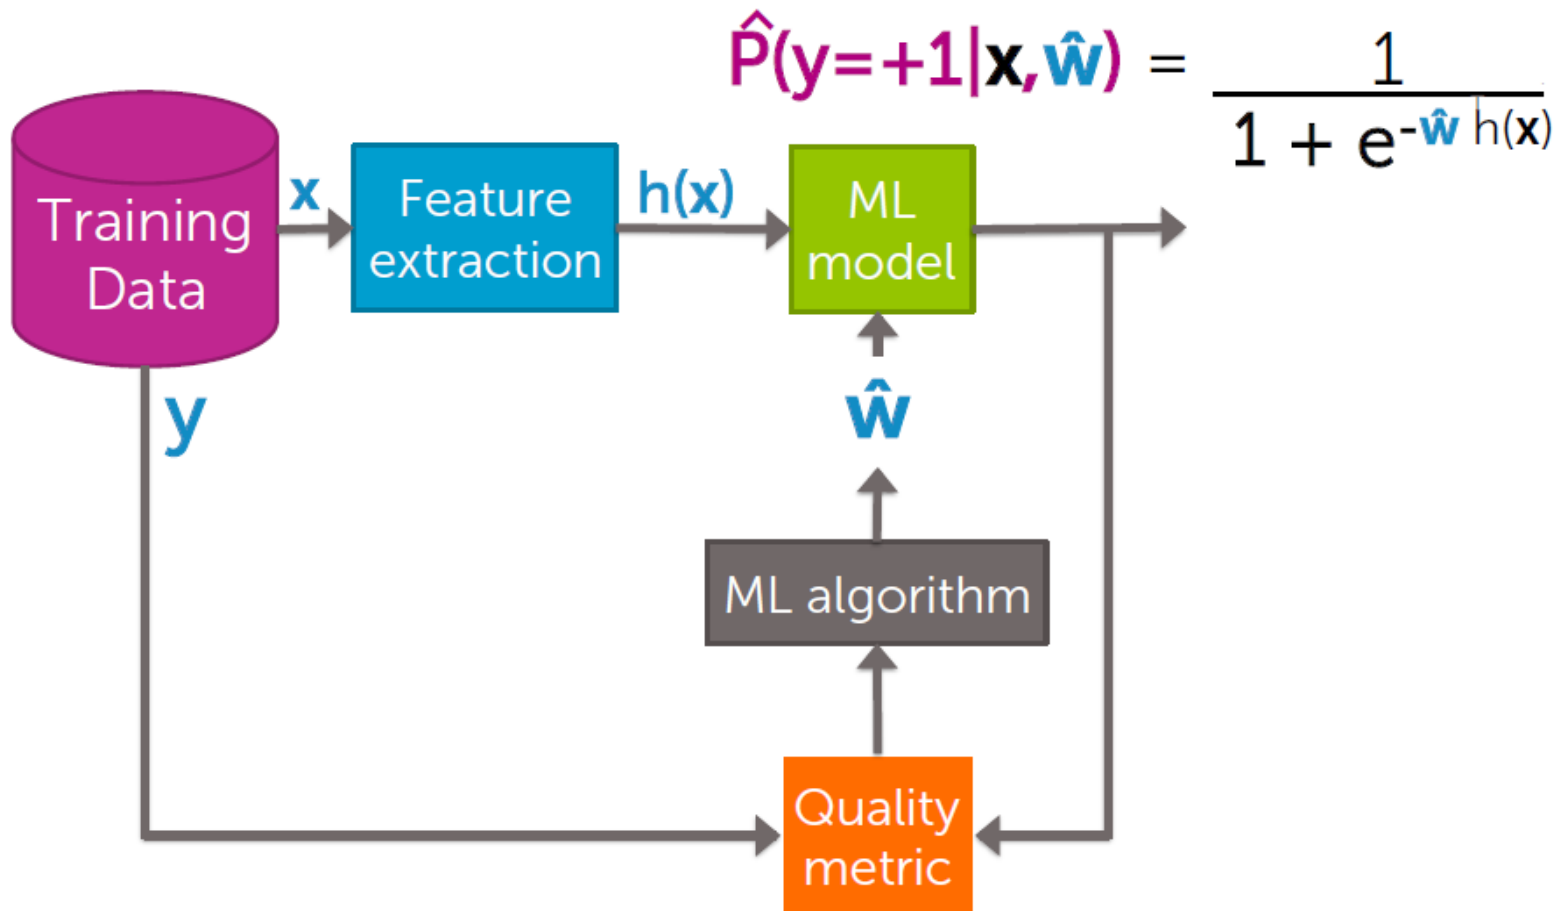 P̂(y=+1|x,ŵ) = 1
1 + e^-ŵ h(x)
Training
Data
x
Feature
extraction
h(x)
ML
model
y
ŵ
ML algorithm
Quality
metric